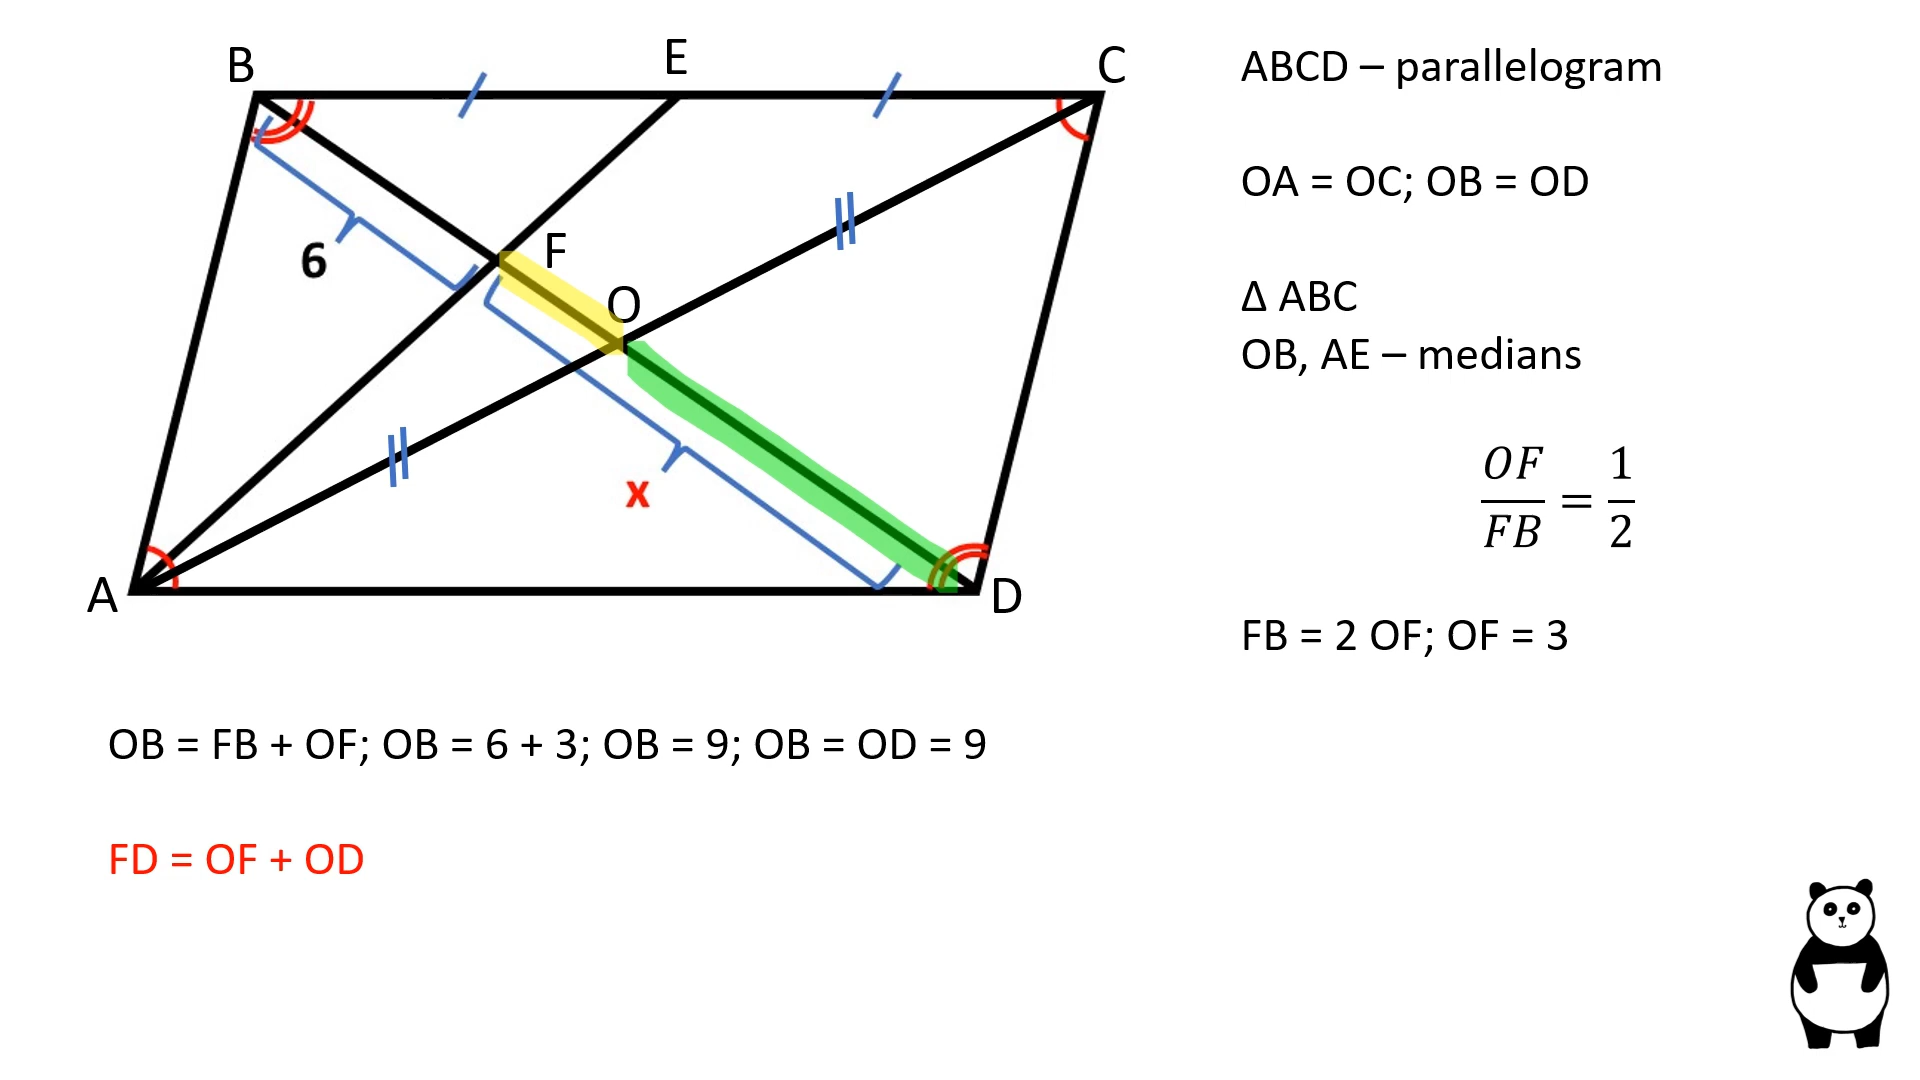 B
E
C
6
F
O
x
A
D
ABCD – parallelogram
OA = OC; OB = OD
Δ ABC
OB, AE – medians
OF/FB = 1/2
FB = 2 OF; OF = 3
OB = FB + OF; OB = 6 + 3; OB = 9; OB = OD = 9
FD = OF + OD